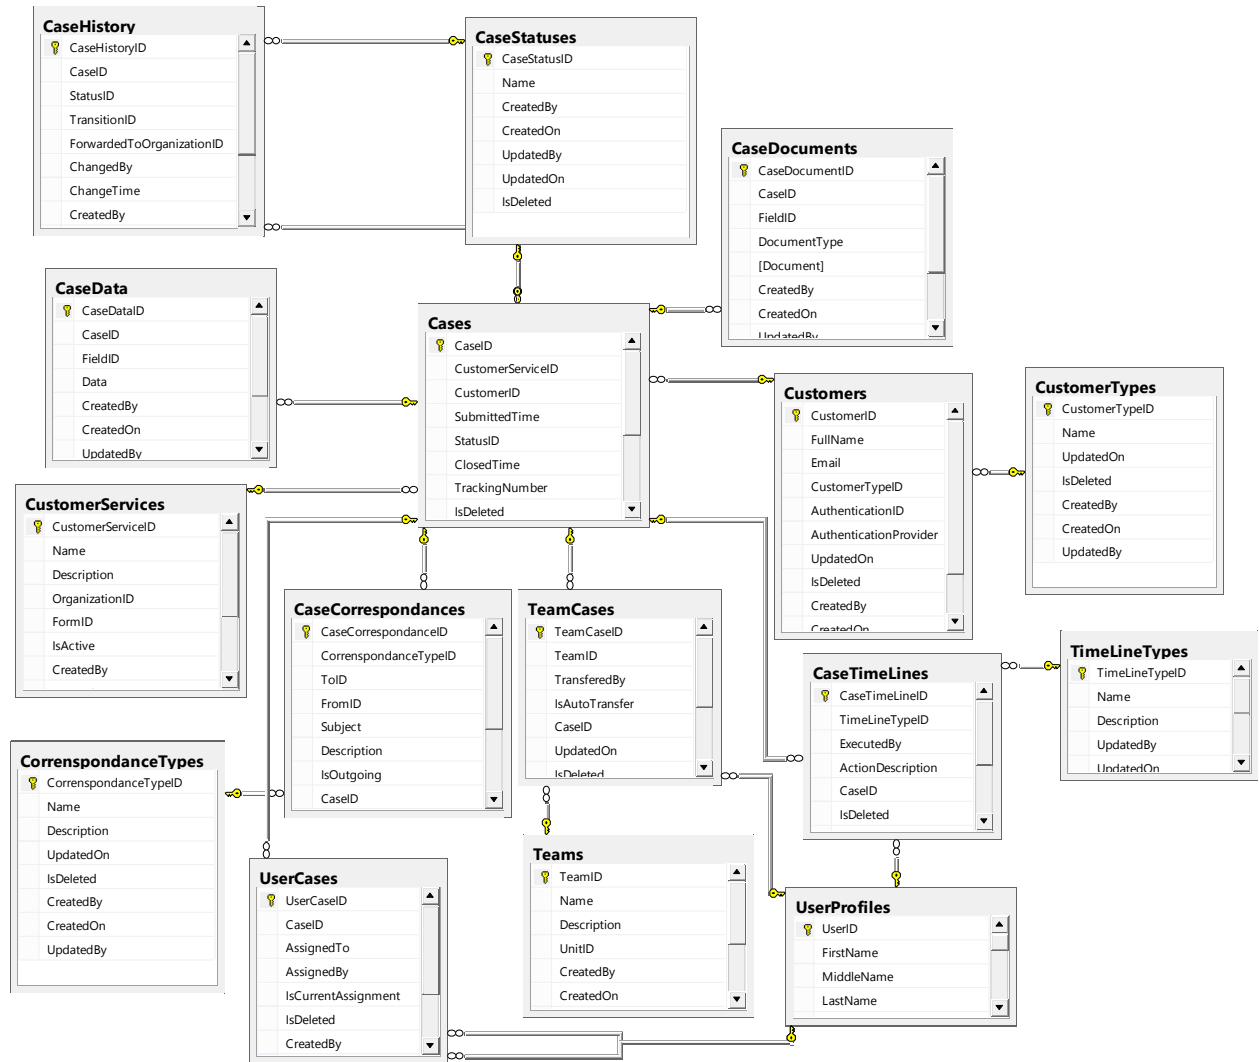 CaseHistory
CaseHistoryID
CaseID
StatusID
TransitionID
ForwardedToOrganizationID
ChangedBy
ChangeTime
CreatedBy
CaseStatuses
CaseStatusID
Name
CreatedBy
CreatedOn
UpdatedBy
UpdatedOn
IsDeleted
CaseDocuments
CaseDocumentID
CaseID
FieldID
DocumentType
[Document]
CreatedBy
CreatedOn
UpdatedBy
CaseData
CaseDataID
CaseID
FieldID
Data
CreatedBy
CreatedOn
UpdatedBy
Cases
CaseID
CustomerServiceID
CustomerID
SubmittedTime
StatusID
ClosedTime
TrackingNumber
IsDeleted
Customers
CustomerID
FullName
Email
CustomerTypeID
AuthenticationID
AuthenticationProvider
UpdatedOn
IsDeleted
CreatedBy
CreatedOn
CustomerTypes
CustomerTypeID
Name
UpdatedOn
IsDeleted
CreatedBy
CreatedOn
UpdatedBy
CustomerServices
CustomerServiceID
Name
Description
OrganizationID
FormID
IsActive
CreatedBy
CaseCorrespondances
CaseCorrespondanceID
CorrenspondanceTypeID
ToID
FromID
Subject
Description
IsOutgoing
CaseID
TeamCases
TeamCaseID
TeamID
TransferedBy
IsAutoTransfer
CaseID
UpdatedOn
IsDeleted
CaseTimeLines
CaseTimeLineID
TimeLineTypeID
ExecutedBy
ActionDescription
CaseID
IsDeleted
TimeLineTypes
TimeLineTypeID
Name
Description
UpdatedBy
UpdatedOn
CorrenspondanceTypes
CorrenspondanceTypeID
Name
Description
UpdatedOn
IsDeleted
CreatedBy
CreatedOn
UpdatedBy
UserCases
UserCaseID
CaseID
AssignedTo
AssignedBy
IsCurrentAssignment
IsDeleted
CreatedBy
Teams
TeamID
Name
Description
UnitID
CreatedBy
CreatedOn
UserProfiles
UserID
FirstName
MiddleName
LastName